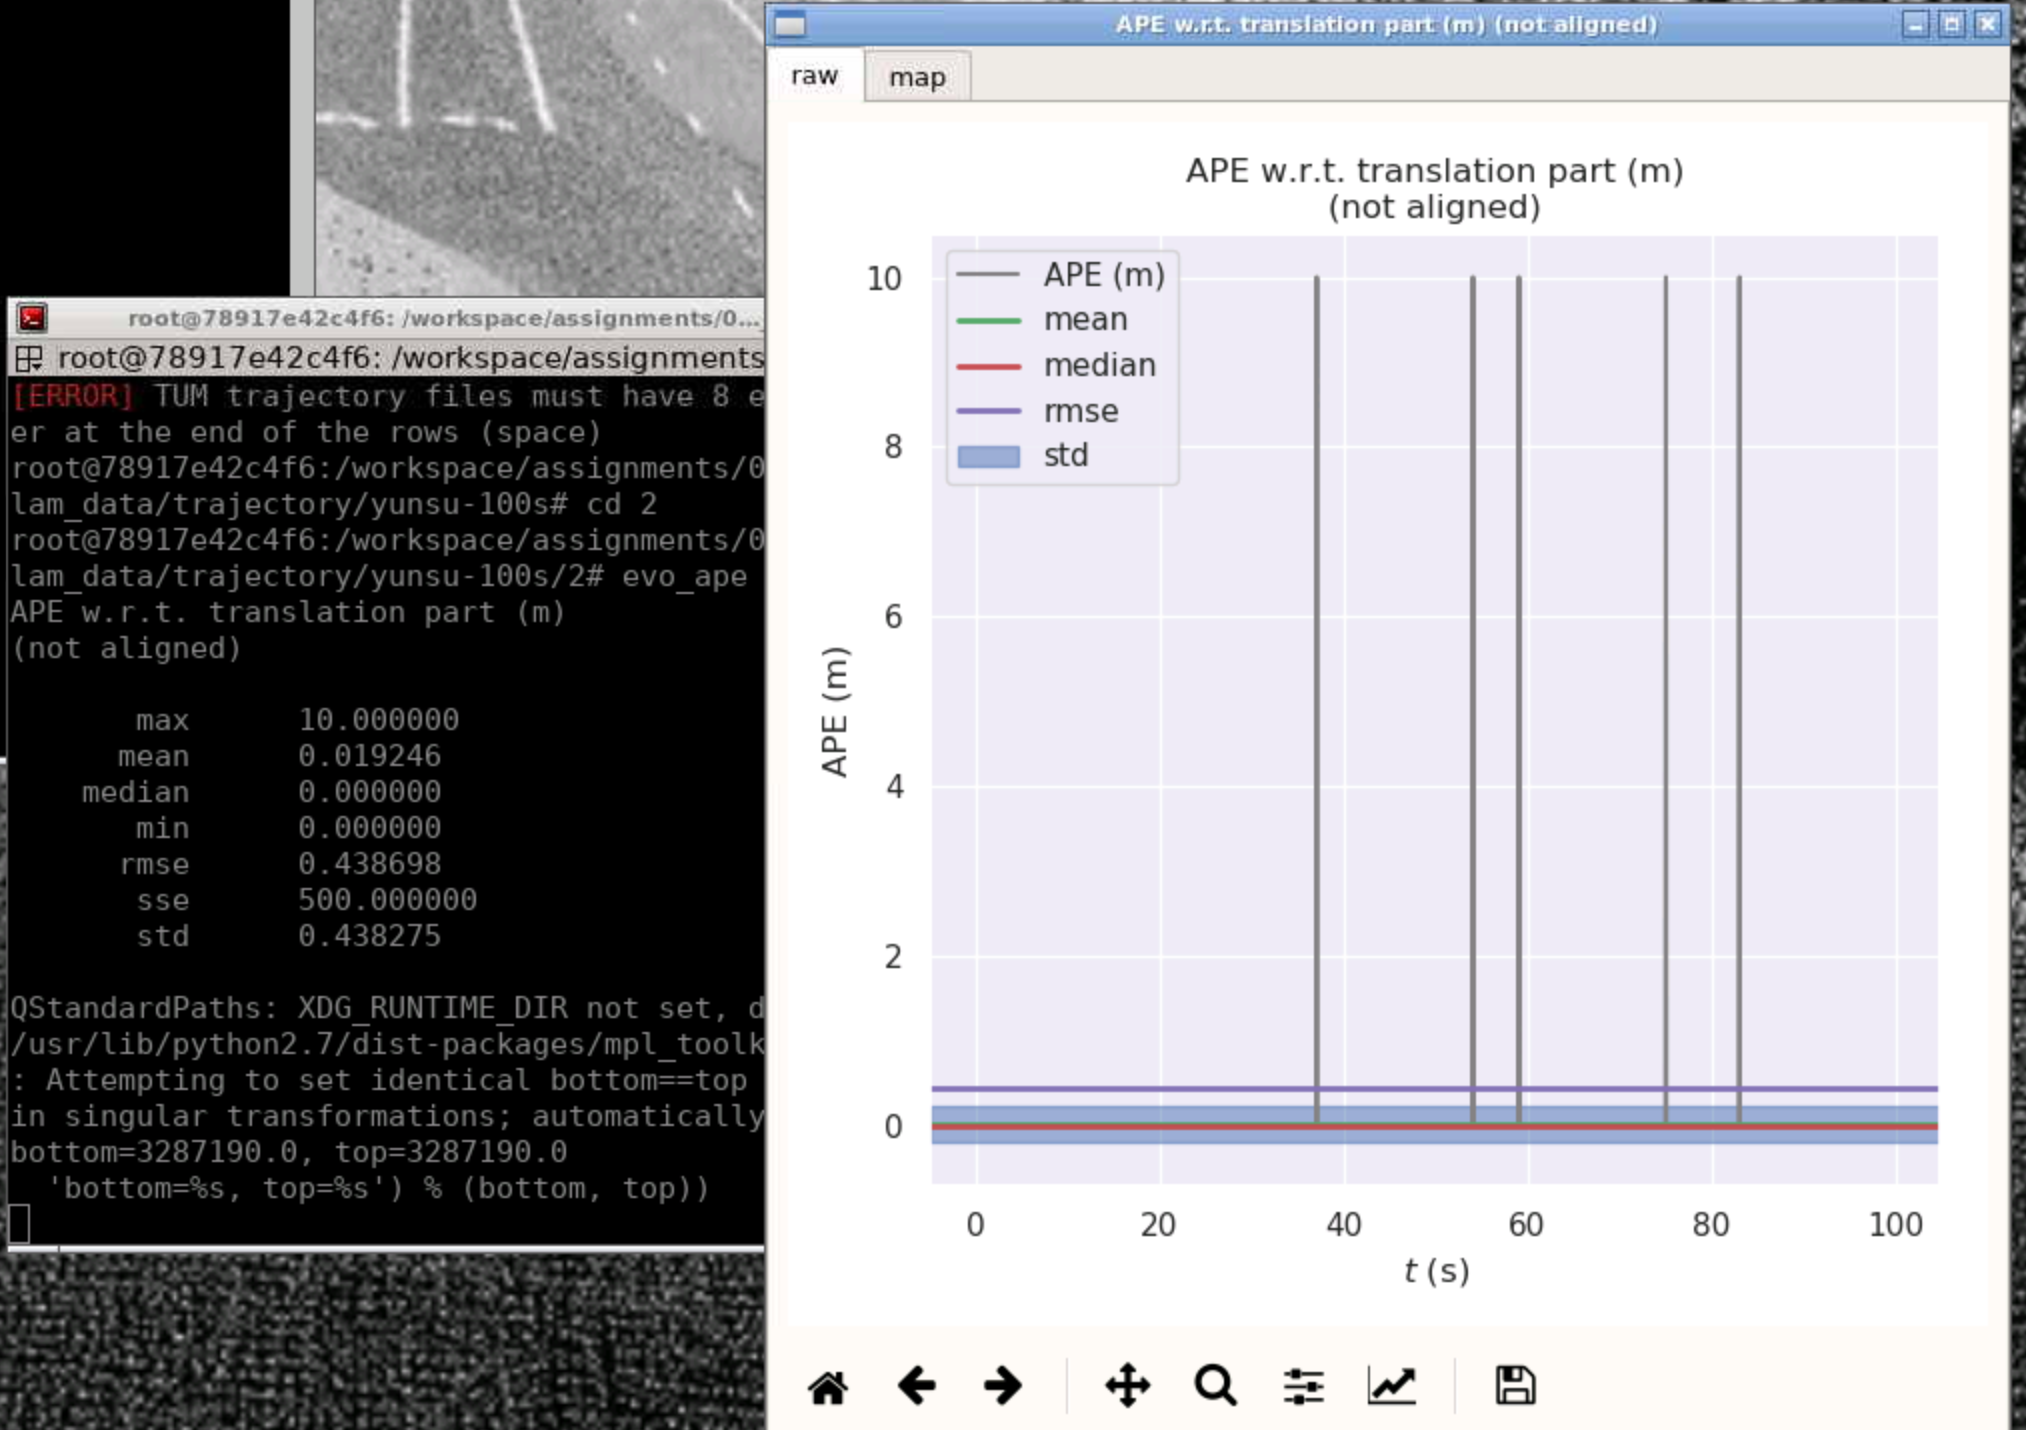 root@78917e42c4f6: /workspace/assignments/0...
root@78917e42c4f6: /workspace/assignments
[ERROR] TUM trajectory files must have 8 e
er at the end of the rows (space)
root@78917e42c4f6:/workspace/assignments/0
lam_data/trajectory/yunsu-100s# cd 2
root@78917e42c4f6:/workspace/assignments/0
lam_data/trajectory/yunsu-100s/2# evo_ape
APE w.r.t. translation part (m)
(not aligned)
max 10.000000
mean 0.019246
median 0.000000
min 0.000000
rmse 0.438698
sse 500.000000
std 0.438275
QStandardPaths: XDG_RUNTIME_DIR not set, d
/usr/lib/python2.7/dist-packages/mpl_toolk
: Attempting to set identical bottom==top
in singular transformations; automatically
bottom=3287190.0, top=3287190.0
'bottom=%s, top=%s') % (bottom, top))
APE w.r.t. translation part (m) (not aligned)
raw map
APE w.r.t. translation part (m)
(not aligned)
APE (m)
mean
median
rmse
std
10
8
6
4
2
0
APE (m)
0 20 40 60 80 100
t (s)